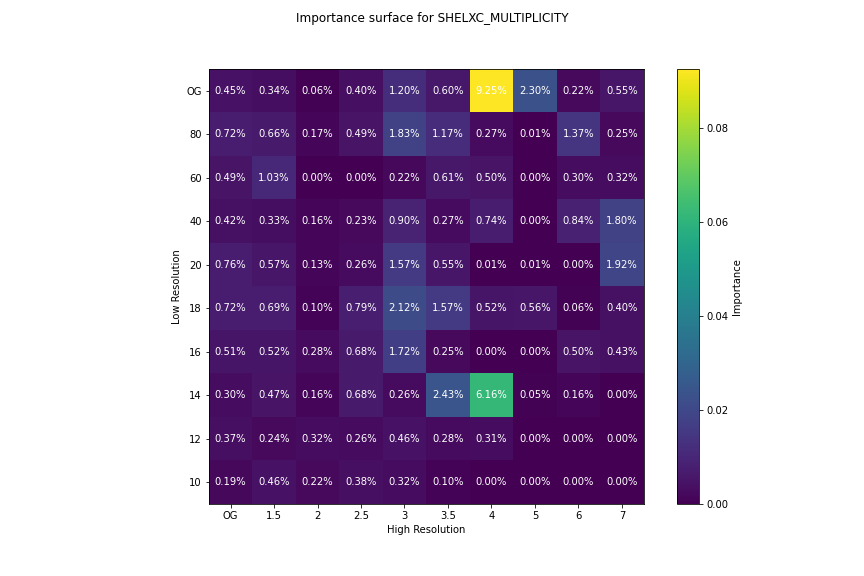 Importance surface for SHELXC_MULTIPLICITY
OG 0.45% 0.34% 0.06% 0.40% 1.20% 0.60% 9.25% 2.30% 0.22% 0.55%
80 0.72% 0.66% 0.17% 0.49% 1.83% 1.17% 0.27% 0.01% 1.37% 0.25%
60 0.49% 1.03% 0.00% 0.00% 0.22% 0.61% 0.50% 0.00% 0.30% 0.32%
40 0.42% 0.33% 0.16% 0.23% 0.90% 0.27% 0.74% 0.00% 0.84% 1.80%
20 0.76% 0.57% 0.13% 0.26% 1.57% 0.55% 0.01% 0.01% 0.00% 1.92%
18 0.72% 0.69% 0.10% 0.79% 2.12% 1.57% 0.52% 0.56% 0.06% 0.40%
16 0.51% 0.52% 0.28% 0.68% 1.72% 0.25% 0.00% 0.00% 0.50% 0.43%
14 0.30% 0.47% 0.16% 0.68% 0.26% 2.43% 6.16% 0.05% 0.16% 0.00%
12 0.37% 0.24% 0.32% 0.26% 0.46% 0.28% 0.31% 0.00% 0.00% 0.00%
10 0.19% 0.46% 0.22% 0.38% 0.32% 0.10% 0.00% 0.00% 0.00% 0.00%
OG 1.5 2 2.5 3 3.5 4 5 6 7
High Resolution
Low Resolution
0.08
0.06
0.04
0.02
0.00
Importance